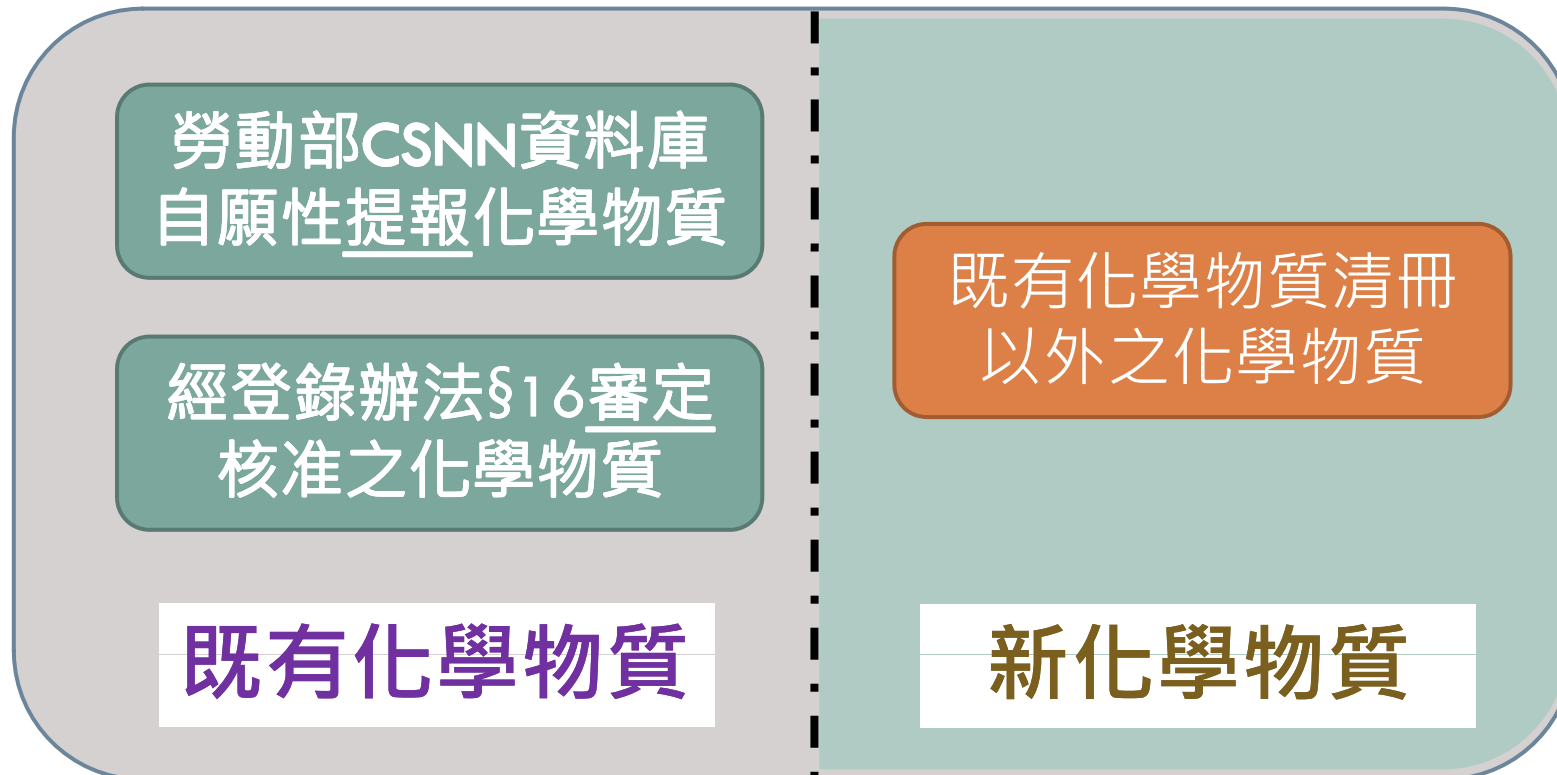 勞動部CSNN資料庫
自願性提報化學物質
經登錄辦法§16審定
核准之化學物質
既有化學物質
既有化學物質清冊
以外之化學物質
新化學物質